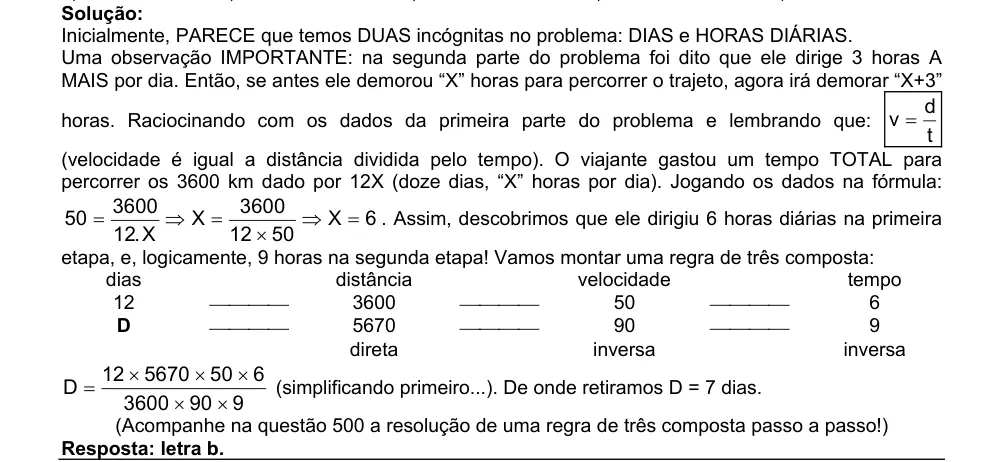 Solução:
Inicialmente, PARECE que temos DUAS incógnitas no problema: DIAS e HORAS DIÁRIAS.
Uma observação IMPORTANTE: na segunda parte do problema foi dito que ele dirige 3 horas A
MAIS por dia. Então, se antes ele demorou “X” horas para percorrer o trajeto, agora irá demorar “X+3”
horas. Raciocinando com os dados da primeira parte do problema e lembrando que: v = d/t
(velocidade é igual a distância dividida pelo tempo). O viajante gastou um tempo TOTAL para
percorrer os 3600 km dado por 12X (doze dias, “X” horas por dia). Jogando os dados na fórmula:
50 = 3600/12.X ⇒ X = 3600/12 × 50 ⇒ X = 6 . Assim, descobrimos que ele dirigiu 6 horas diárias na primeira
etapa, e, logicamente, 9 horas na segunda etapa! Vamos montar uma regra de três composta:
dias distância velocidade tempo
12 ———— 3600 ———— 50 ———— 6
D ———— 5670 ———— 90 ———— 9
direta inversa inversa
D = 12 × 5670 × 50 × 6/3600 × 90 × 9 (simplificando primeiro...). De onde retiramos D = 7 dias.
(Acompanhe na questão 500 a resolução de uma regra de três composta passo a passo!)
Resposta: letra b.